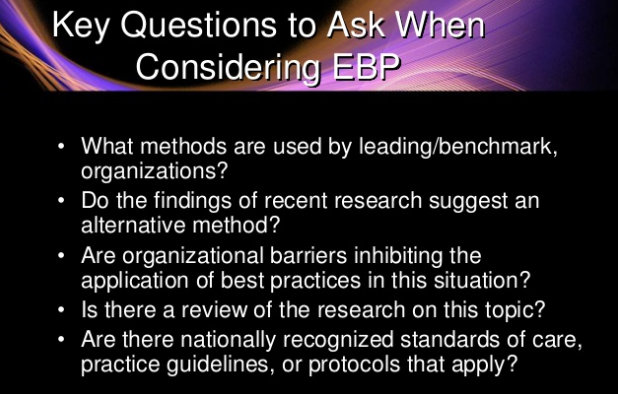 Key Questions to Ask When
Considering EBP
• What methods are used by leading/benchmark,
organizations?
• Do the findings of recent research suggest an
alternative method?
• Are organizational barriers inhibiting the
application of best practices in this situation?
• Is there a review of the research on this topic?
• Are there nationally recognized standards of care,
practice guidelines, or protocols that apply?